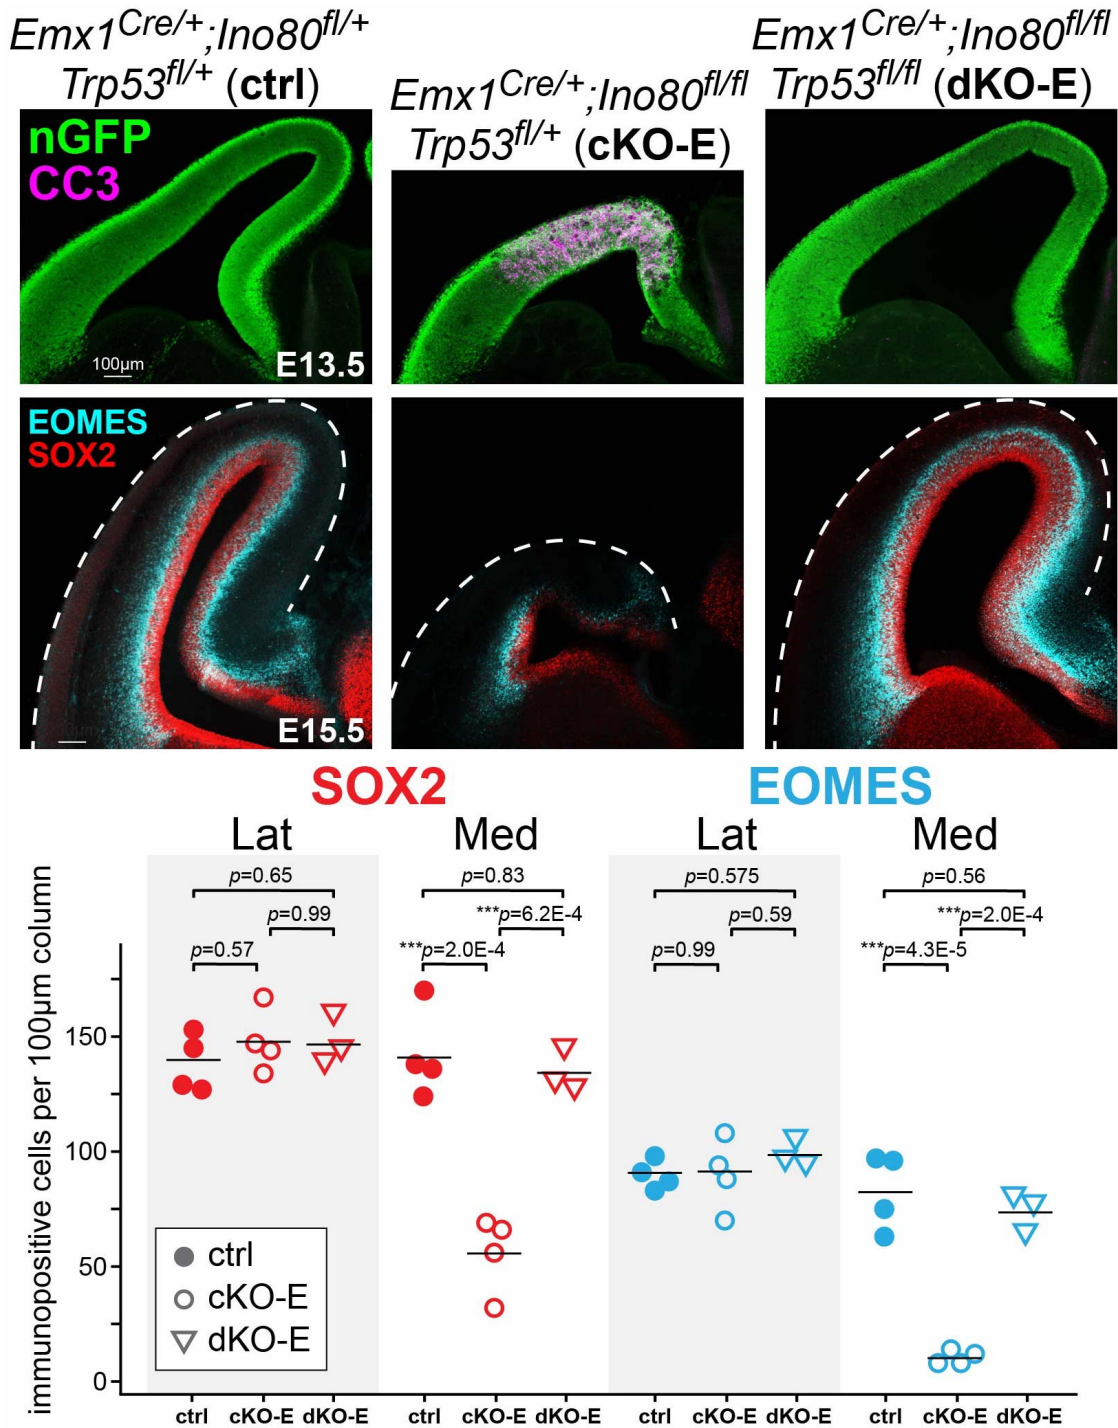 Emx1Cre/+;Ino80fl/+
Trp53fl/+ (ctrl)
Emx1Cre/+;Ino80fl/fl
Trp53fl/+ (cKO-E)
Emx1Cre/+;Ino80fl/fl
Trp53fl/fl (dKO-E)
nGFP
CC3
100µm
E13.5
EOMES
SOX2
E15.5
SOX2
EOMES
Lat
Med
Lat
Med
p=0.65
p=0.83
p=0.575
p=0.56
p=0.99
***p=6.2E-4
p=0.59
***p=2.0E-4
p=0.57
***p=2.0E-4
p=0.99
***p=4.3E-5
immunopositive cells per 100µm column
150
100
50
0
ctrl
cKO-E
dKO-E
ctrl cKO-E dKO-E ctrl cKO-E dKO-E ctrl cKO-E dKO-E ctrl cKO-E dKO-E